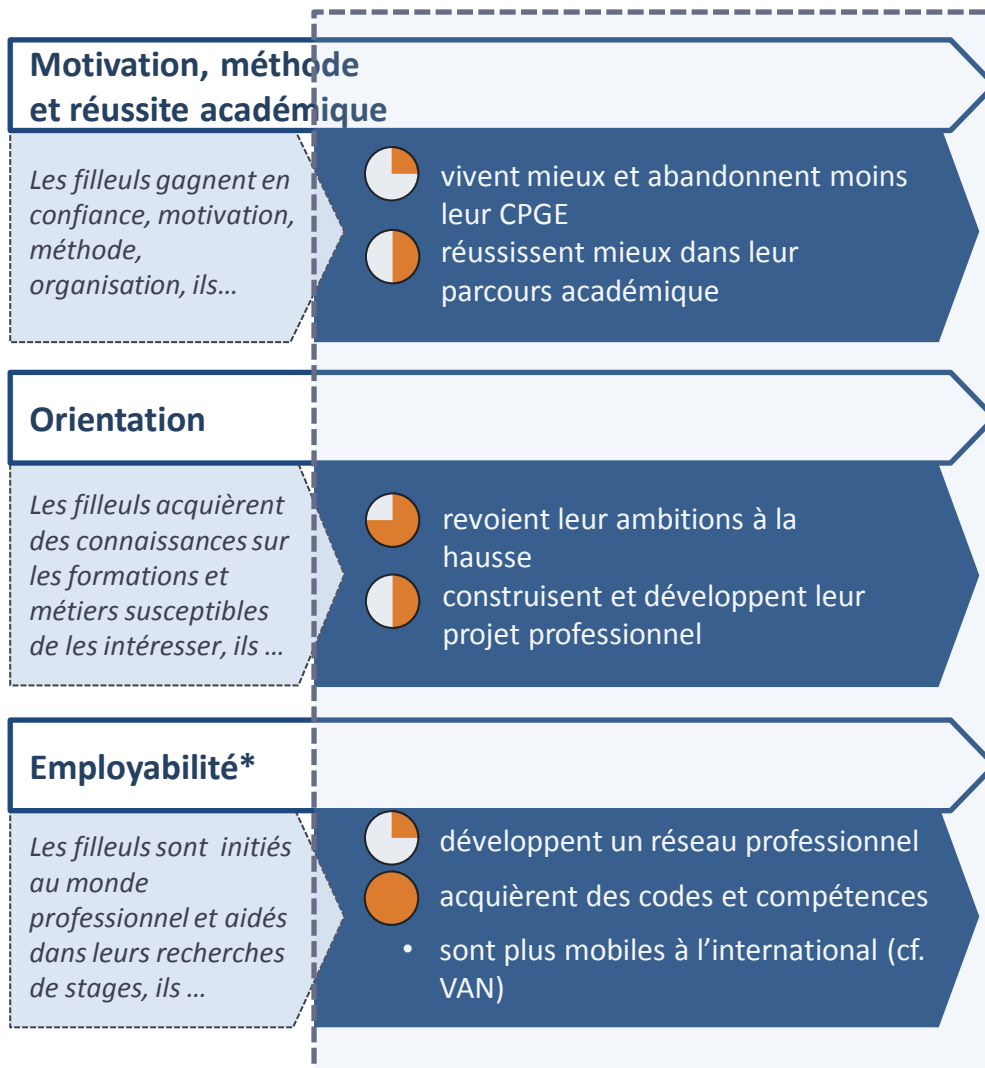 Motivation, méthode
et réussite académique
Les filleuls gagnent en
confiance, motivation,
méthode,
organisation, ils…
vivent mieux et abandonnent moins
leur CPGE
réussissent mieux dans leur
parcours académique
Orientation
Les filleuls acquièrent
des connaissances sur
les formations et
métiers susceptibles
de les intéresser, ils …
revoient leur ambitions à la
hausse
construisent et développent leur
projet professionnel
Employabilité*
Les filleuls sont initiés
au monde
professionnel et aidés
dans leurs recherches
de stages, ils …
développent un réseau professionnel
acquièrent des codes et compétences
• sont plus mobiles à l’international (cf.
VAN)